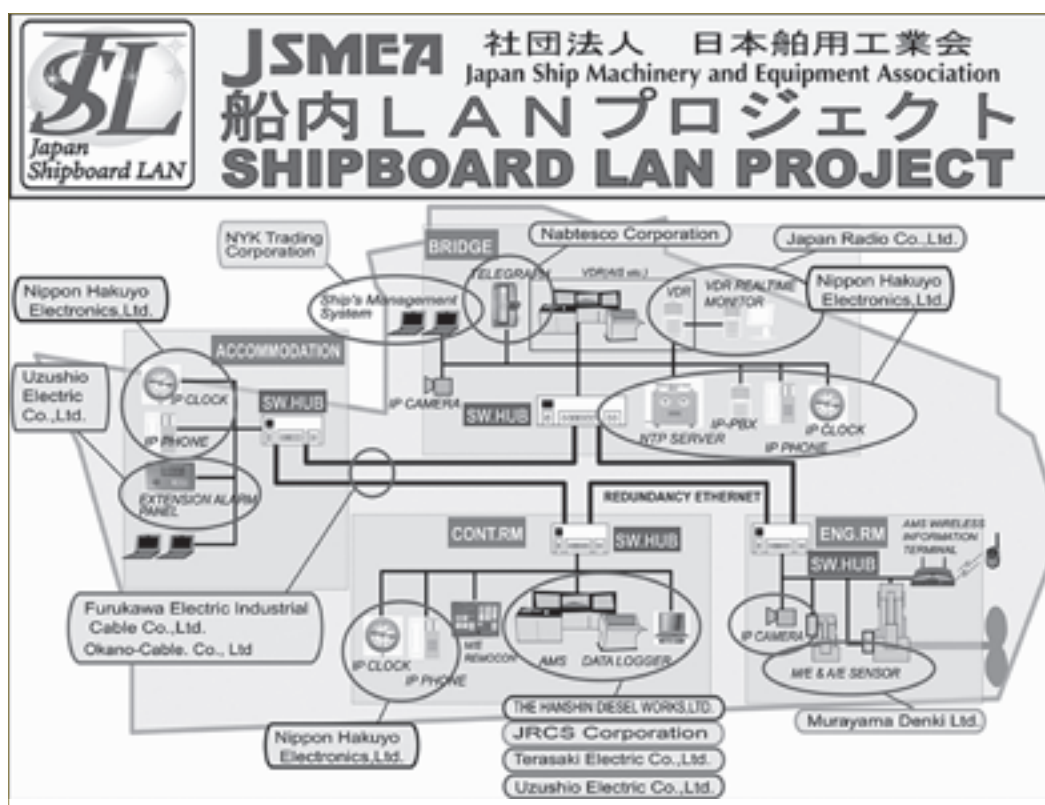 JSL
Japan
Shipboard LAN
JSMEA 社団法人 日本舶用工業会
Japan Ship Machinery and Equipment Association
船内LANプロジェクト
SHIPBOARD LAN PROJECT
NYK Trading
Corporation
BRIDGE
Nabtesco Corporation
Japan Radio Co.,Ltd.
TELEGRAPH
VDR(AIS etc.)
Ship's Management
System
VDR
VDR REALTIME
MONITOR
Nippon Hakuyo
Electronics,Ltd.
Nippon Hakuyo
Electronics,Ltd.
ACCOMMODATION
Uzushio
Electric
Co.,Ltd.
IP CLOCK
SW.HUB
IP PHONE
EXTENSION ALARM
PANEL
IP CAMERA
SW.HUB
NTP SERVER
IP-PBX
IP PHONE
IP CLOCK
REDUNDANCY ETHERNET
CONT.RM
SW.HUB
ENG.RM
SW.HUB
AMS WIRELESS
INFORMATION
TERMINAL
Furukawa Electric Industrial
Cable Co.,Ltd.
Okano-Cable. Co., Ltd
IP CLOCK
IP PHONE
M/E
REMOCON
AMS
DATA LOGGER
IP CAMERA
M/E & A/E SENSOR
Nippon Hakuyo
Electronics,Ltd.
THE HANSHIN DIESEL WORKS,LTD.
JRCS Corporation
Terasaki Electric Co.,Ltd.
Uzushio Electric Co.,Ltd.
Murayama Denki Ltd.